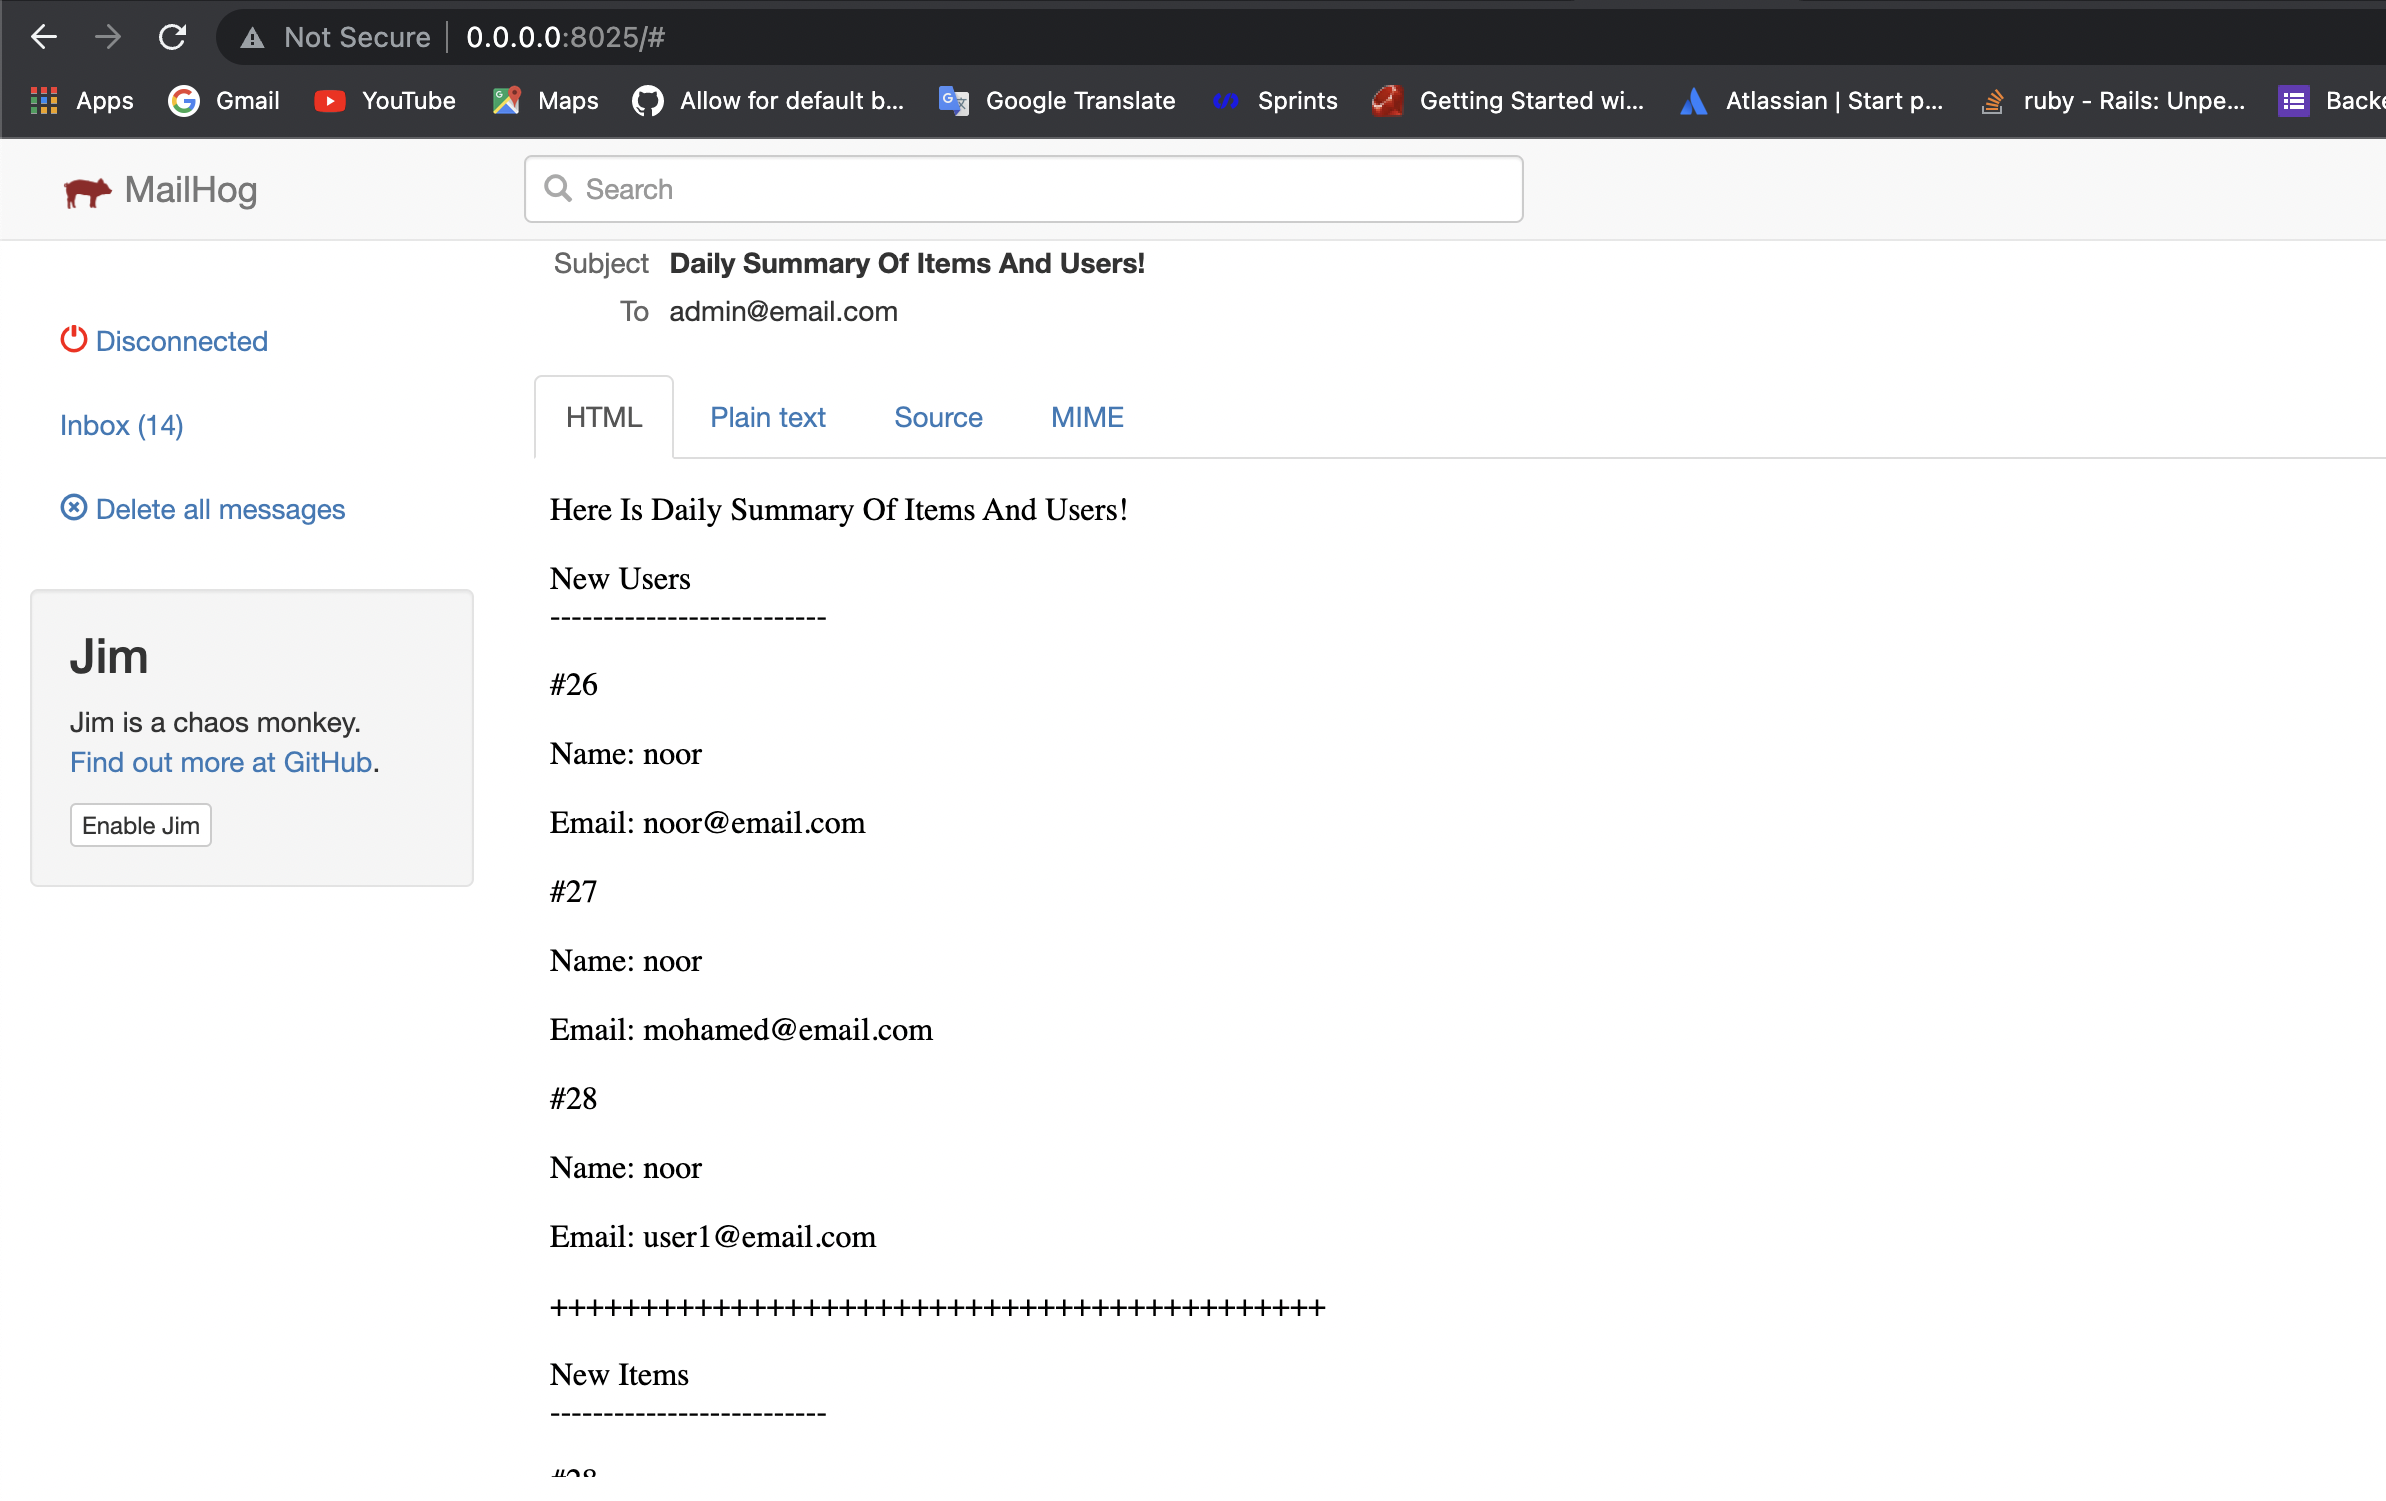 Not Secure 0.0.0.0:8025/#
Apps Gmail YouTube Maps Allow for default b... Google Translate Sprints Getting Started wi... Atlassian | Start p... ruby - Rails: Unpe... Backe
MailHog Search
Subject Daily Summary Of Items And Users!
To admin@email.com
Disconnected
Inbox (14)
Delete all messages
Jim
Jim is a chaos monkey.
Find out more at GitHub.
Enable Jim
HTML Plain text Source MIME
Here Is Daily Summary Of Items And Users!
New Users
--------------------------
#26
Name: noor
Email: noor@email.com
#27
Name: noor
Email: mohamed@email.com
#28
Name: noor
Email: user1@email.com
+++++++++++++++++++++++++++++++++++++++++++
New Items
--------------------------